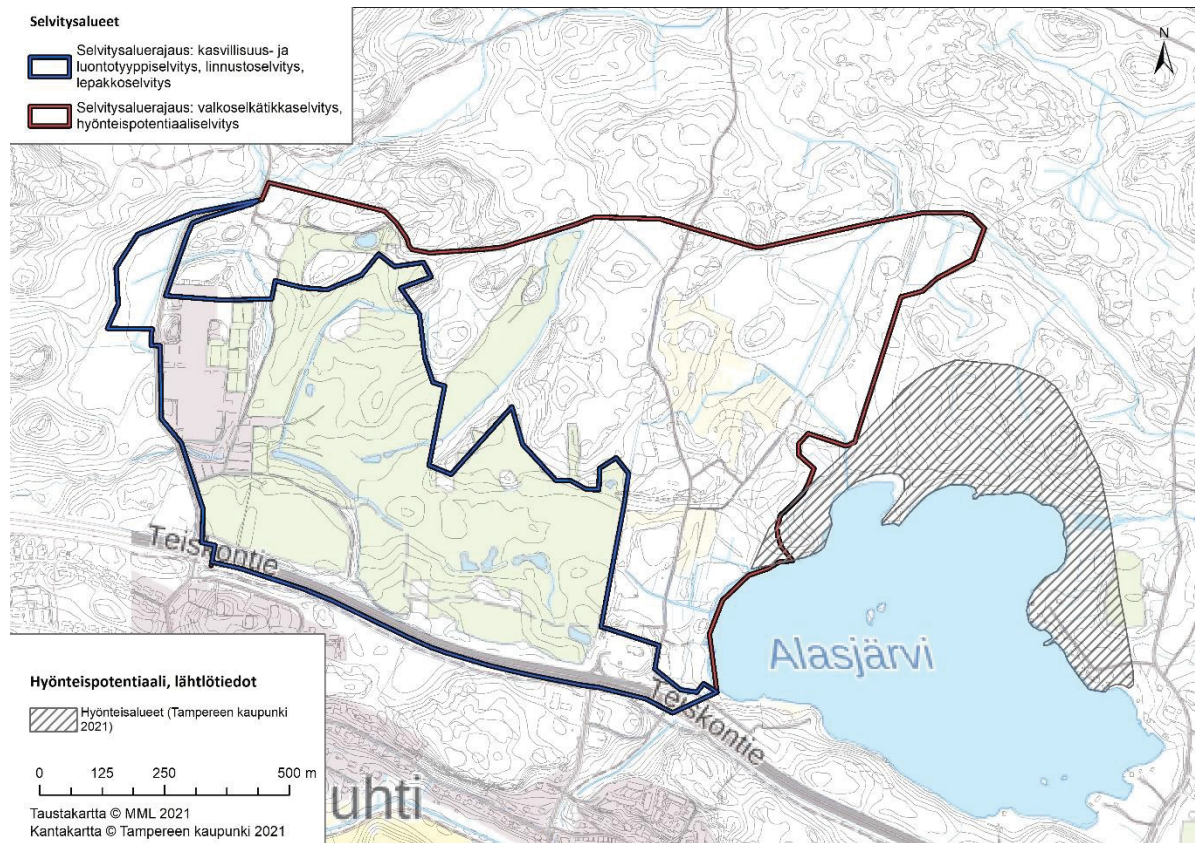 Selvitysalueet
Selvitysaluerajaus: kasvillisuus- ja
luontotyyppiselvitys, linnustoselvitys,
lepakkoselvitys
Selvitysaluerajaus: valkoselkätikkaselvitys,
hyönteispotentiaaliselvitys
N
Teiskontie
Alasjärvi
Teiskontie
uhti
Hyönteispotentiaali, lähtlötiedot
Hyönteisalueet (Tampereen kaupunki
2021)
0 125 250 500 m
Taustakartta © MML 2021
Kantakartta © Tampereen kaupunki 2021